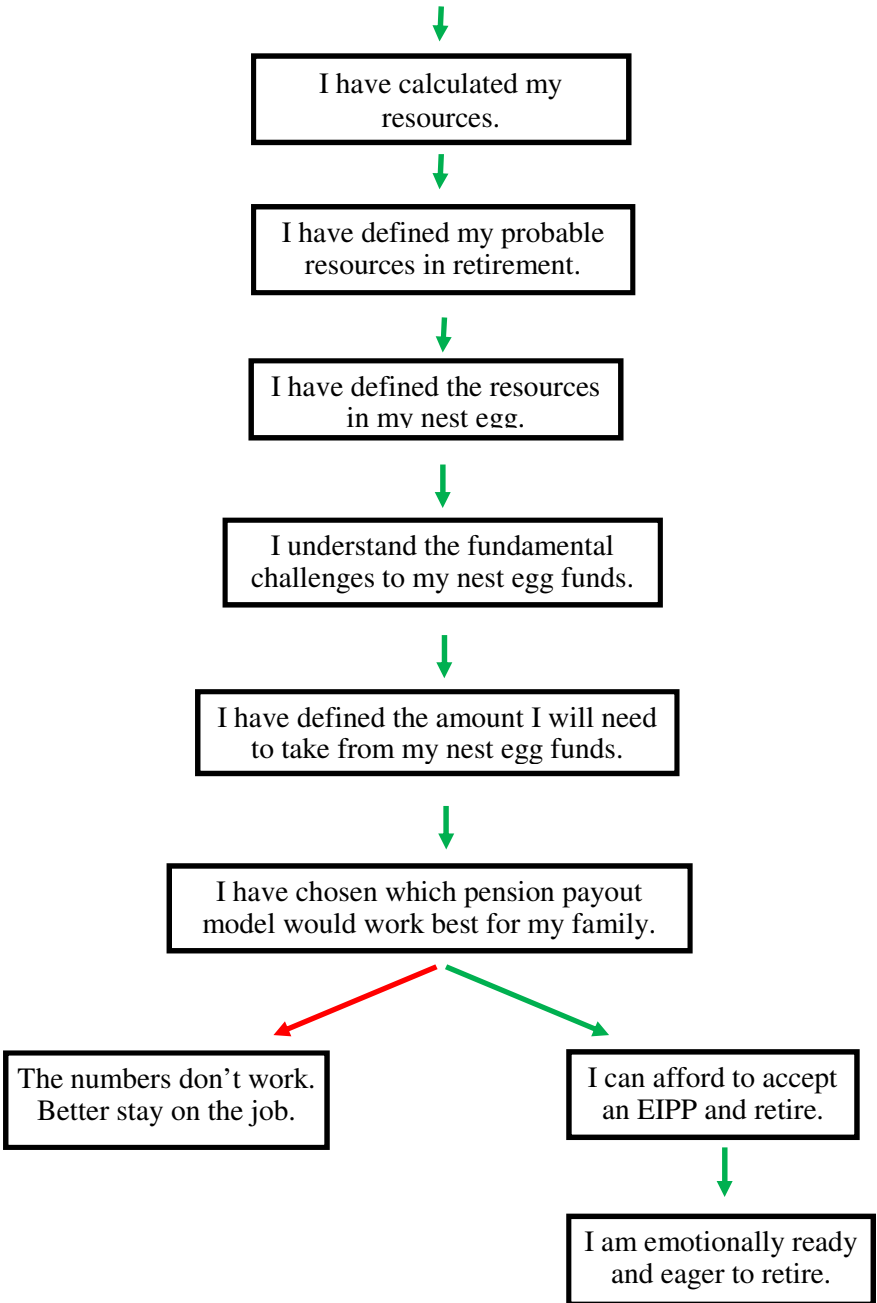 I have calculated my
resources.
I have defined my probable
resources in retirement.
I have defined the resources
in my nest egg.
I understand the fundamental
challenges to my nest egg funds.
I have defined the amount I will need
to take from my nest egg funds.
I have chosen which pension payout
model would work best for my family.
The numbers don’t work.
Better stay on the job.
I can afford to accept
an EIPP and retire.
I am emotionally ready
and eager to retire.